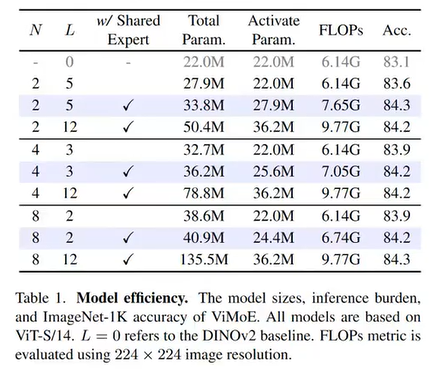 N L w/ Shared Expert Total Param. Activate Param. FLOPs Acc.
- 0 - 22.0M 22.0M 6.14G 83.1
2 5 27.9M 22.0M 6.14G 83.6
2 5 ✓ 33.8M 27.9M 7.65G 84.3
2 12 ✓ 50.4M 36.2M 9.77G 84.2
4 3 32.7M 22.0M 6.14G 83.9
4 3 ✓ 36.2M 25.6M 7.05G 84.2
4 12 ✓ 78.8M 36.2M 9.77G 84.2
8 2 38.6M 22.0M 6.14G 83.9
8 2 ✓ 40.9M 24.4M 6.74G 84.2
8 12 ✓ 135.5M 36.2M 9.77G 84.3
Table 1. Model efficiency. The model sizes, inference burden,
and ImageNet-1K accuracy of ViMoE. All models are based on
ViT-S/14. L = 0 refers to the DINOv2 baseline. FLOPs metric is
evaluated using 224 × 224 image resolution.